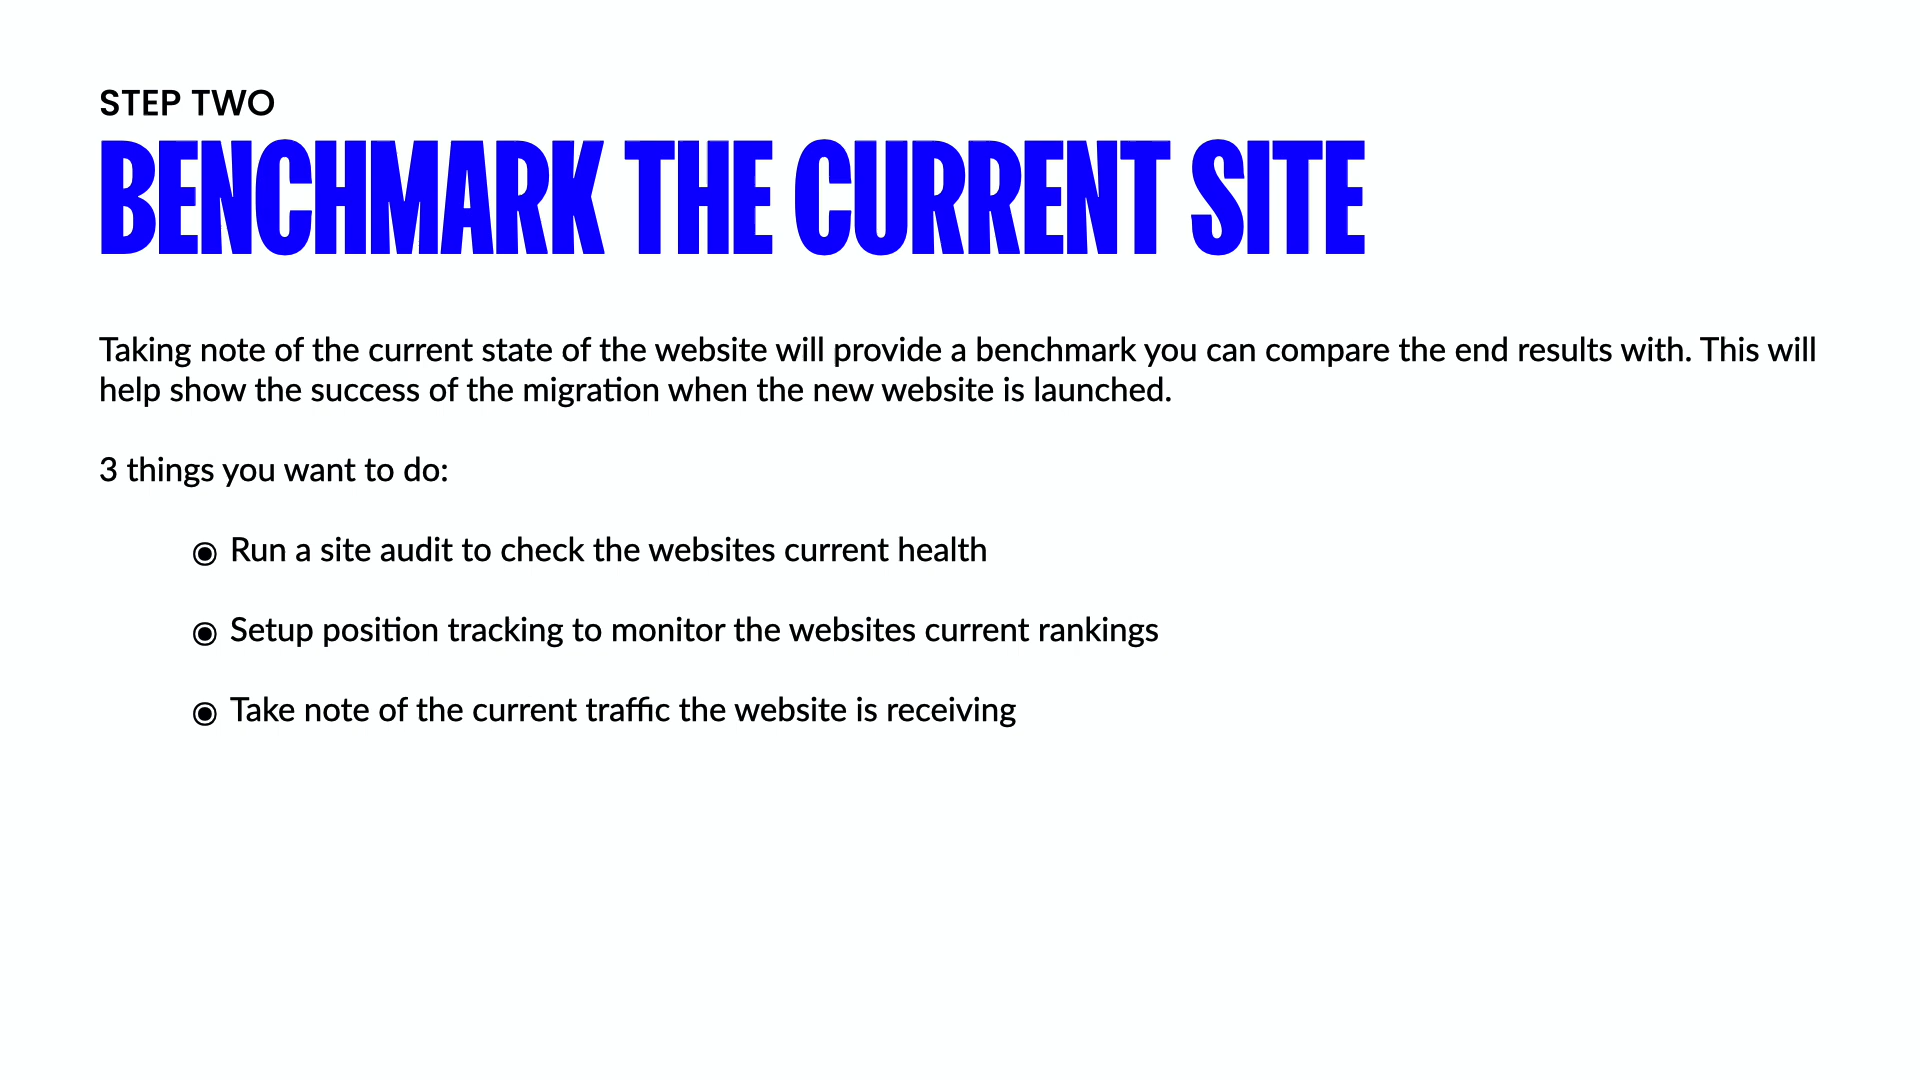 STEP TWO
BENCHMARK THE CURRENT SITE
Taking note of the current state of the website will provide a benchmark you can compare the end results with. This will
help show the success of the migration when the new website is launched.
3 things you want to do:
◉ Run a site audit to check the websites current health
◉ Setup position tracking to monitor the websites current rankings
◉ Take note of the current traffic the website is receiving